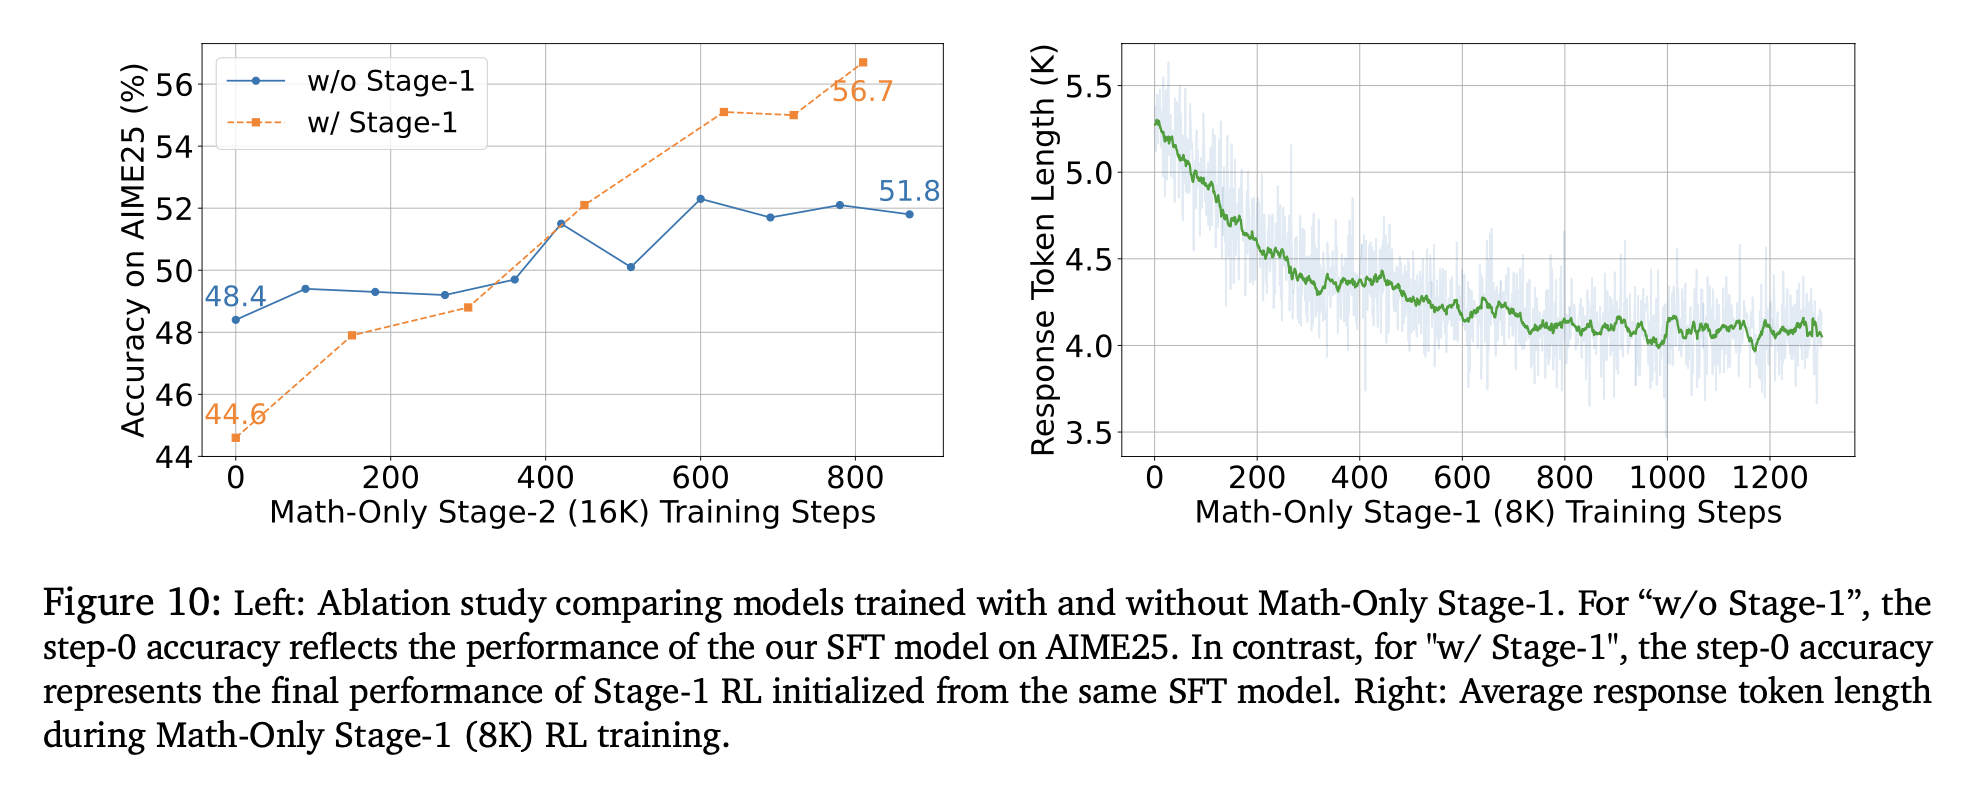 w/o Stage-1
w/ Stage-1
56
54
52
50
48
46
44
48.4
44.6
56.7
51.8
0
200
400
600
800
Accuracy on AIME25 (%)
Math-Only Stage-2 (16K) Training Steps
5.5
5.0
4.5
4.0
3.5
0
200
400
600
800
1000
1200
Response Token Length (K)
Math-Only Stage-1 (8K) Training Steps
Figure 10: Left: Ablation study comparing models trained with and without Math-Only Stage-1. For “w/o Stage-1”, the
step-0 accuracy reflects the performance of the our SFT model on AIME25. In contrast, for "w/ Stage-1", the step-0 accuracy
represents the final performance of Stage-1 RL initialized from the same SFT model. Right: Average response token length
during Math-Only Stage-1 (8K) RL training.